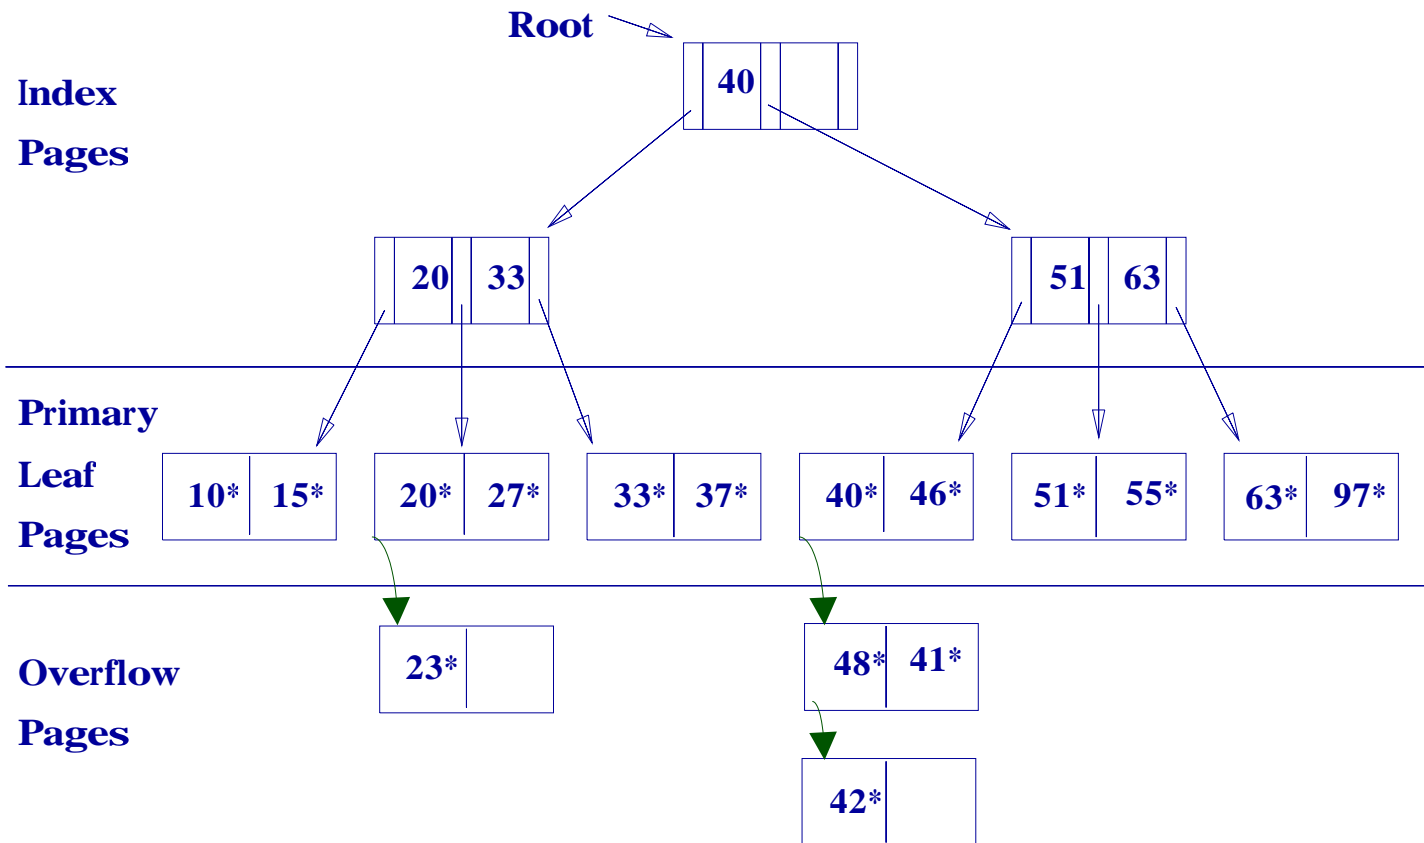 Root
40
Index
Pages
20 33
51 63
Primary
Leaf
Pages
10* 15*
20* 27*
33* 37*
40* 46*
51* 55*
63* 97*
Overflow
Pages
23*
48* 41*
42*